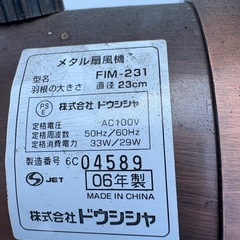 メタル扇風機
型名 FIM-231
羽根の大きさ 直径 23cm
PS E 株式会社 ドウシシャ
定格電圧 AC100V
定格周波数 50Hz/60Hz
定格消費電力 33W/29W
製造番号 6C 04589
S JET 06年製
MADE IN CHINA
株式会社 ドウシシャ